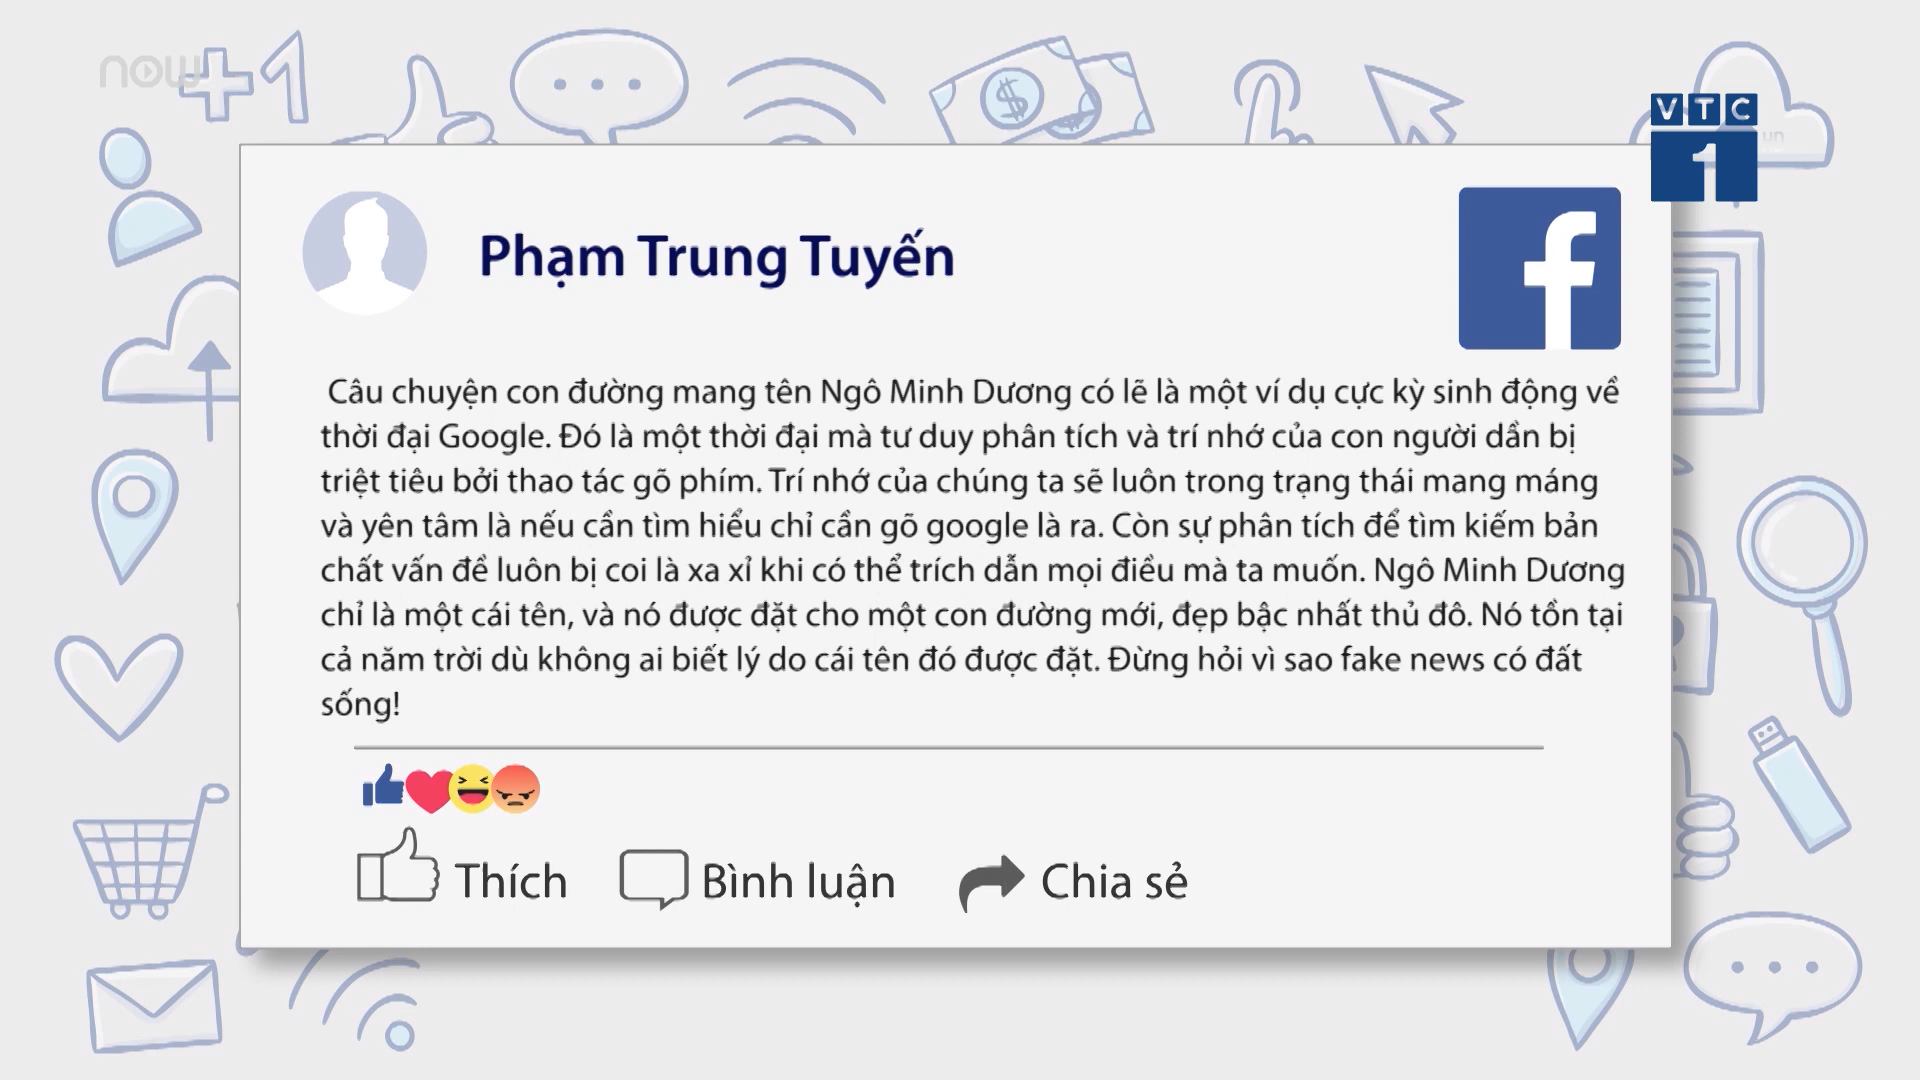 now
+1
VTC
1
Phạm Trung Tuyến
f
Câu chuyện con đường mang tên Ngô Minh Dương có lẽ là một ví dụ cực kỳ sinh động về
thời đại Google. Đó là một thời đại mà tư duy phân tích và trí nhớ của con người dần bị
triệt tiêu bởi thao tác gõ phím. Trí nhớ của chúng ta sẽ luôn trong trạng thái mang máng
và yên tâm là nếu cần tìm hiểu chỉ cần gõ google là ra. Còn sự phân tích để tìm kiếm bản
chất vấn đề luôn bị coi là xa xỉ khi có thể trích dẫn mọi điều mà ta muốn. Ngô Minh Dương
chỉ là một cái tên, và nó được đặt cho một con đường mới, đẹp bậc nhất thủ đô. Nó tồn tại
cả năm trời dù không ai biết lý do cái tên đó được đặt. Đừng hỏi vì sao fake news có đất
sống!
Thích Bình luận Chia sẻ